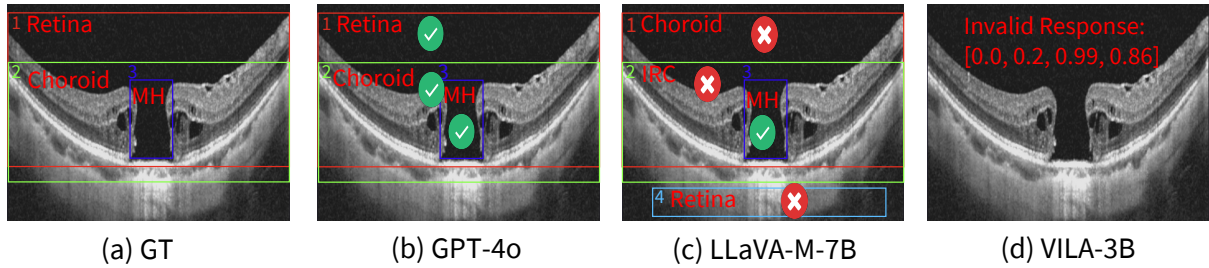 1 Retina
2 Choroid
3
MH
(a) GT
1 Retina
2 Choroid
3
MH
(b) GPT-4o
1 Choroid
2 IRC
3
MH
4 Retina
(c) LLaVA-M-7B
Invalid Response:
[0.0, 0.2, 0.99, 0.86]
(d) VILA-3B